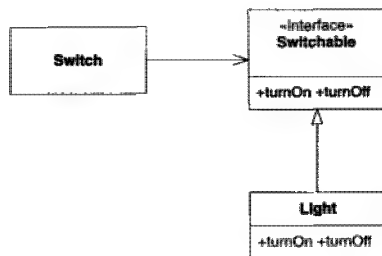 «Interface»
Switchable
Switch
+turnOn +turnOff
Light
+turnOn +turnOff